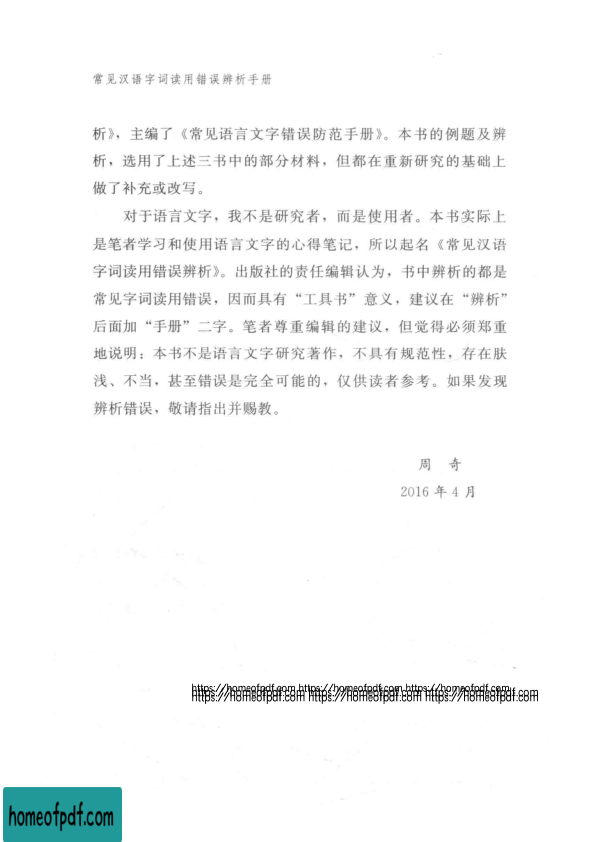 常见汉语字词读用错误辨析手册
析》，主编了《常见语言文字错误防范手册》。本书的例题及辨
析，选用了上述三书中的部分材料，但都在重新研究的基础上
做了补充或改写。
对于语言文字，我不是研究者，而是使用者。本书实际上
是笔者学习和使用语言文字的心得笔记，所以起名《常见汉语
字词读用错误辨析》。出版社的责任编辑认为，书中辨析的都是
常见字词读用错误，因而具有“工具书”意义，建议在“辨析”
后面加“手册”二字。笔者尊重编辑的建议，但觉得必须郑重
地说明：本书不是语言文字研究著作，不具有规范性，存在肤
浅、不当，甚至错误是完全可能的，仅供读者参考。如果发现
辨析错误，敬请指出并赐教。
周 奇
2016 年 4 月
https://homeofpdf.com https://homeofpdf.com https://homeofpdf.com
https://homeofpdf.com https://homeofpdf.com https://homeofpdf.com
homeofpdf.com